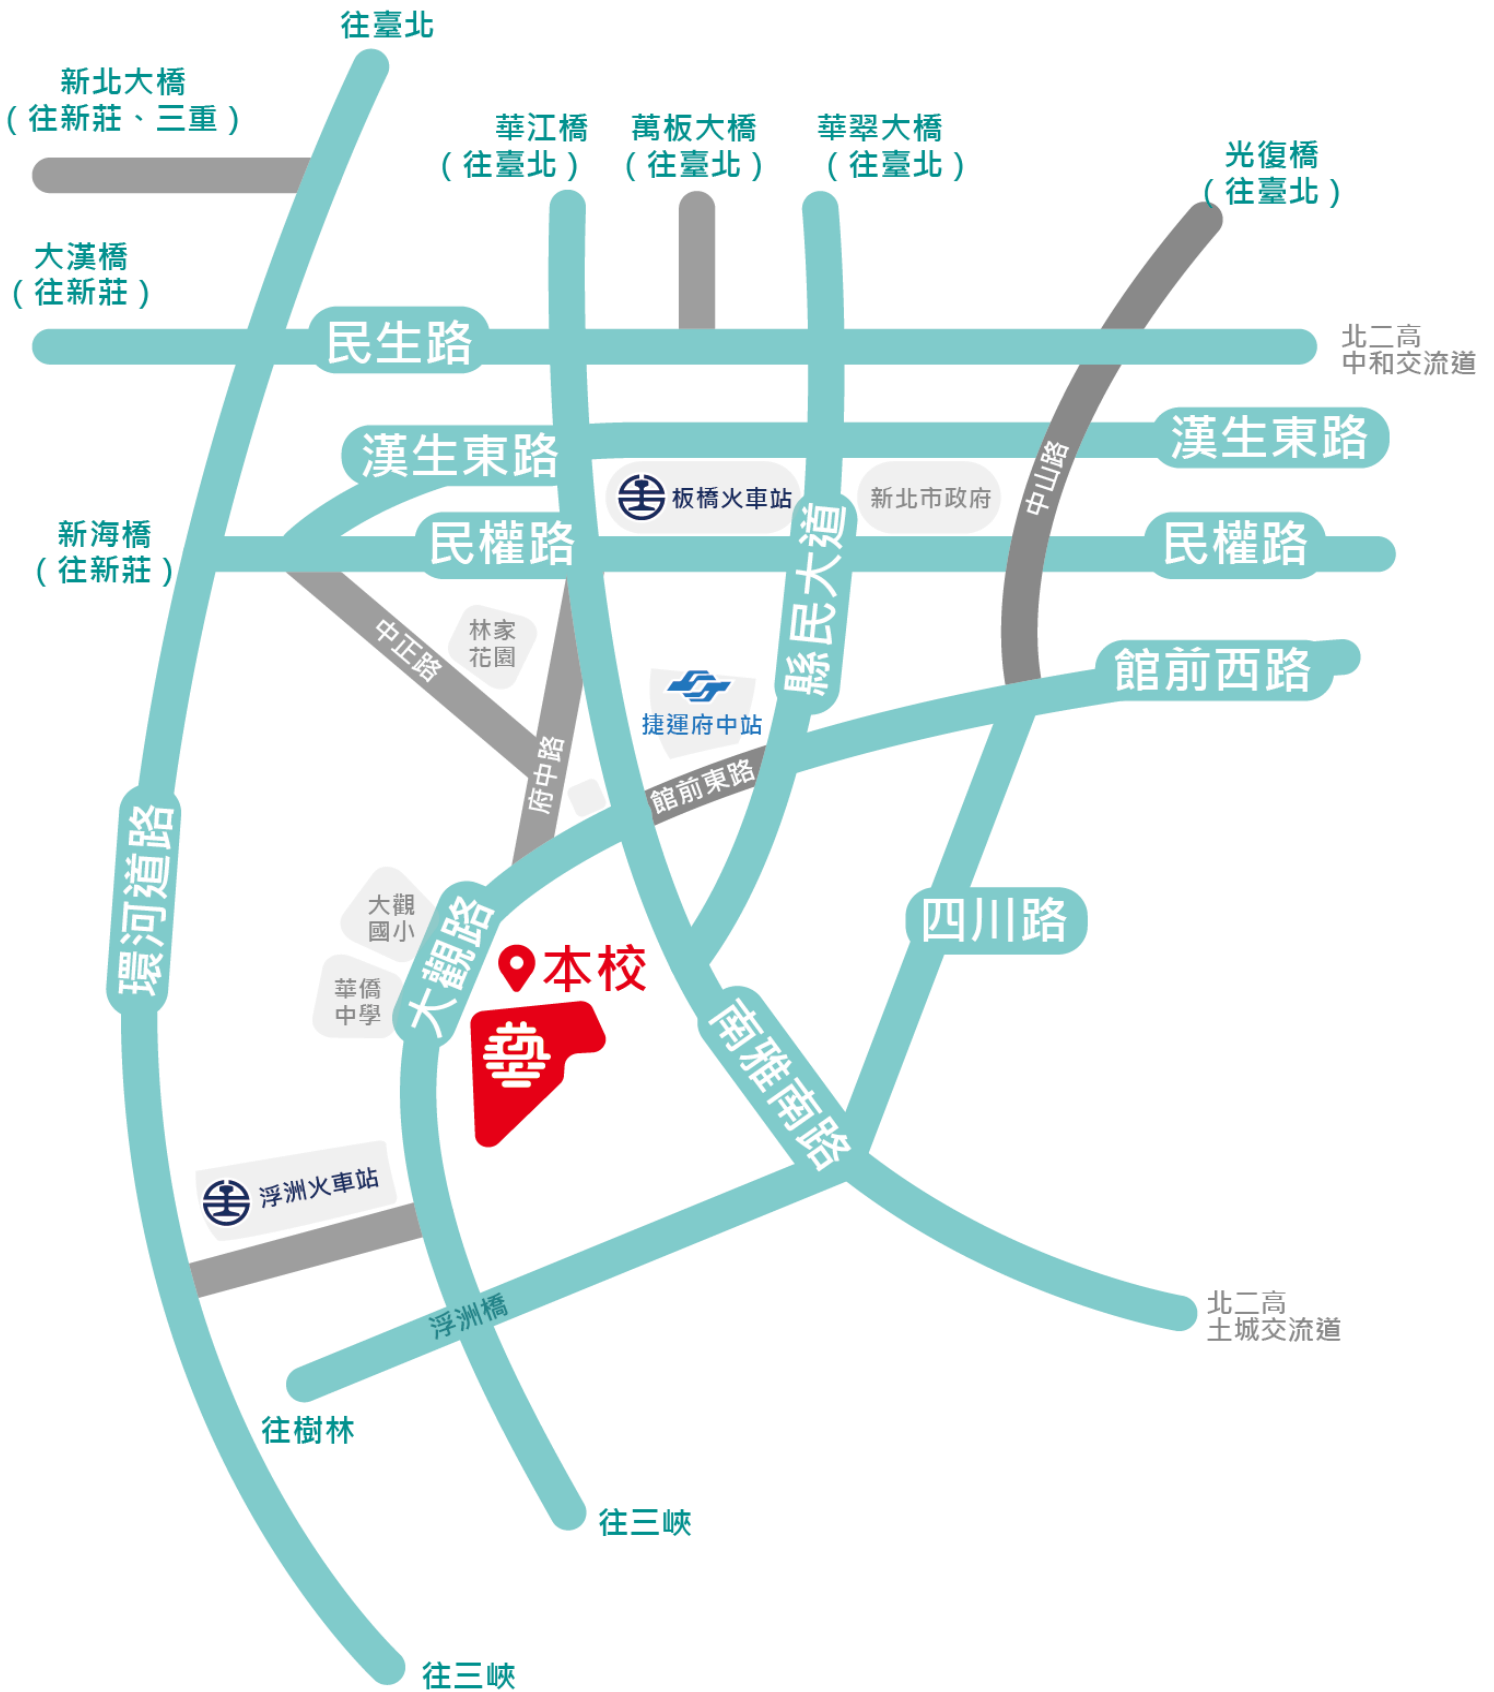 往臺北
新北大橋
（往新莊、三重）
華江橋
（往臺北）
萬板大橋
（往臺北）
華翠大橋
（往臺北）
光復橋
（往臺北）
大漢橋
（往新莊）
民生路
北二高
中和交流道
漢生東路
漢生東路
中山路
板橋火車站
新北市政府
新海橋
（往新莊）
民權路
民權路
縣民大道
中正路
林家
花園
館前西路
捷運府中站
府中路
館前東路
環河道路
大觀
國小
大觀路
四川路
本校
華僑
中學
藝
南雅南路
浮洲火車站
浮洲橋
北二高
土城交流道
往樹林
往三峽
往三峽